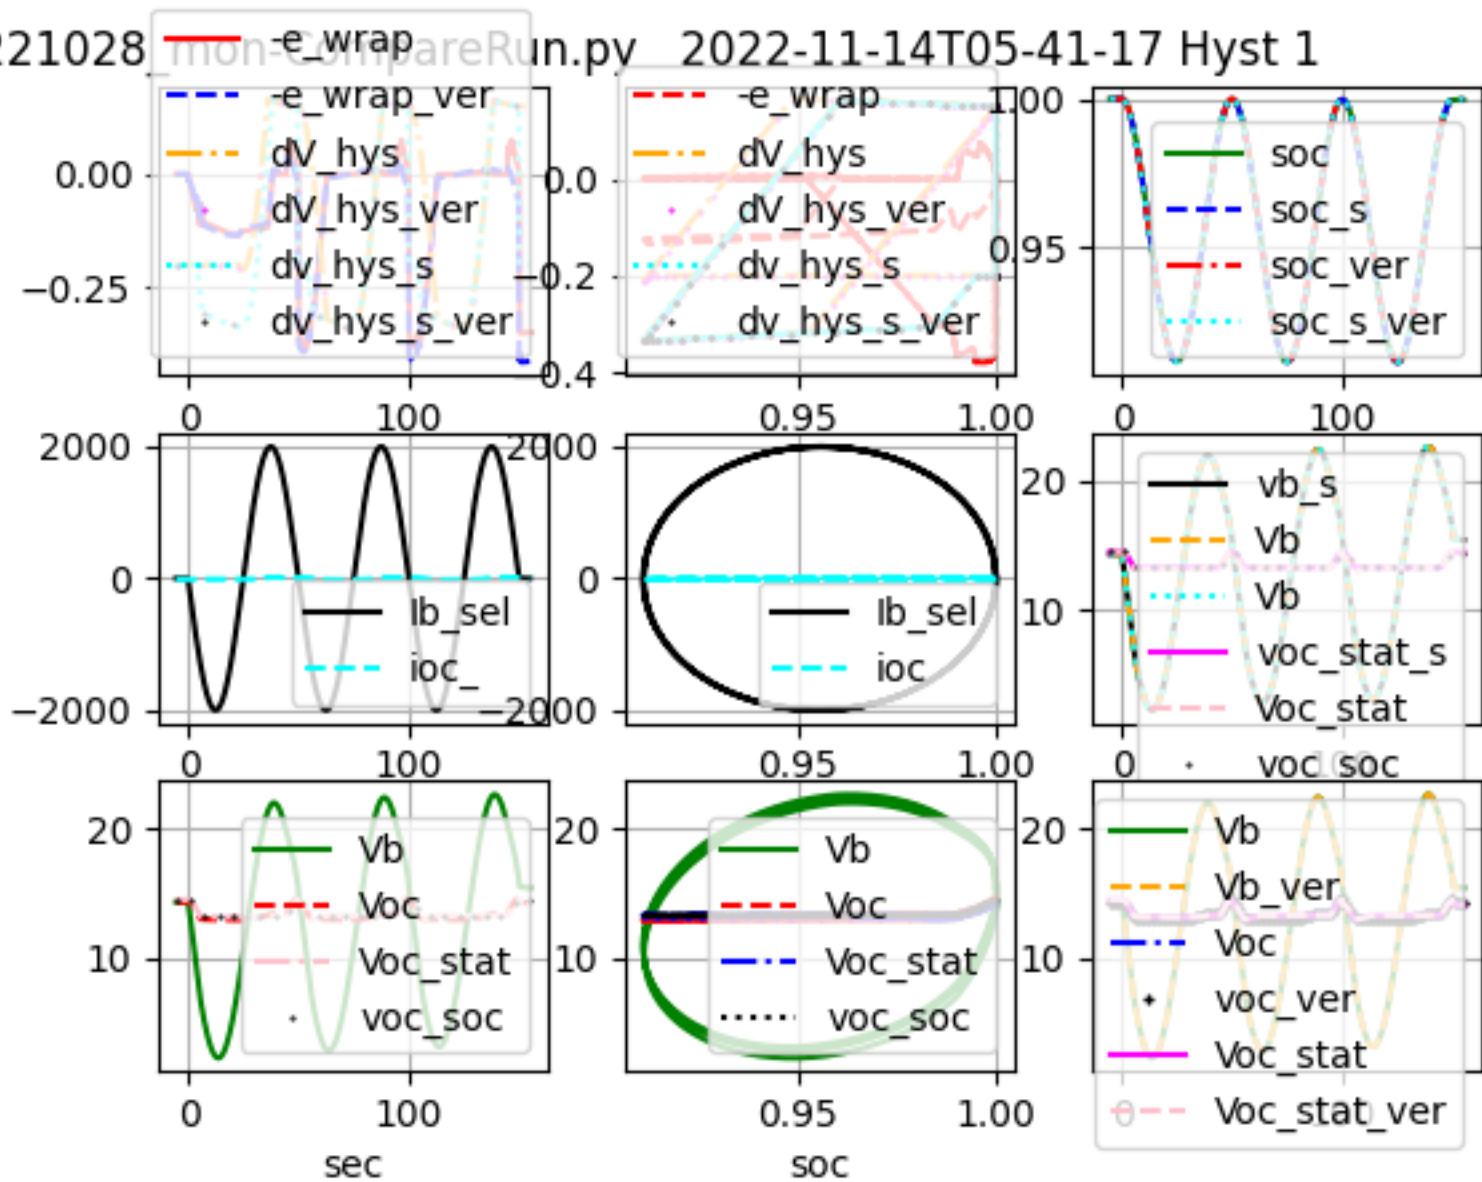 221028_mon-CompareRun.py   2022-11-14T05-41-17 Hyst 1
-e_wrap
-e_wrap_ver
dV_hys
dV_hys_ver
dv_hys_s
dv_hys_s_ver
0.00
−0.25
0
100
-e_wrap
dV_hys
dV_hys_ver
dv_hys_s
dv_hys_s_ver
0.0
−0.2
−0.4
0.95
1.00
1.00
0.95
soc
soc_s
soc_ver
soc_s_ver
0
100
2000
0
−2000
Ib_sel
ioc_
0
100
2000
0
−2000
Ib_sel
ioc
0.95
1.00
20
10
vb_s
Vb
Vb
voc_stat_s
Voc_stat
voc_soc
0
100
20
10
Vb
Voc
Voc_stat
voc_soc
0
100
sec
20
10
Vb
Voc
Voc_stat
voc_soc
0.95
1.00
soc
20
10
Vb
Vb_ver
Voc
voc_ver
Voc_stat
Voc_stat_ver
0
100